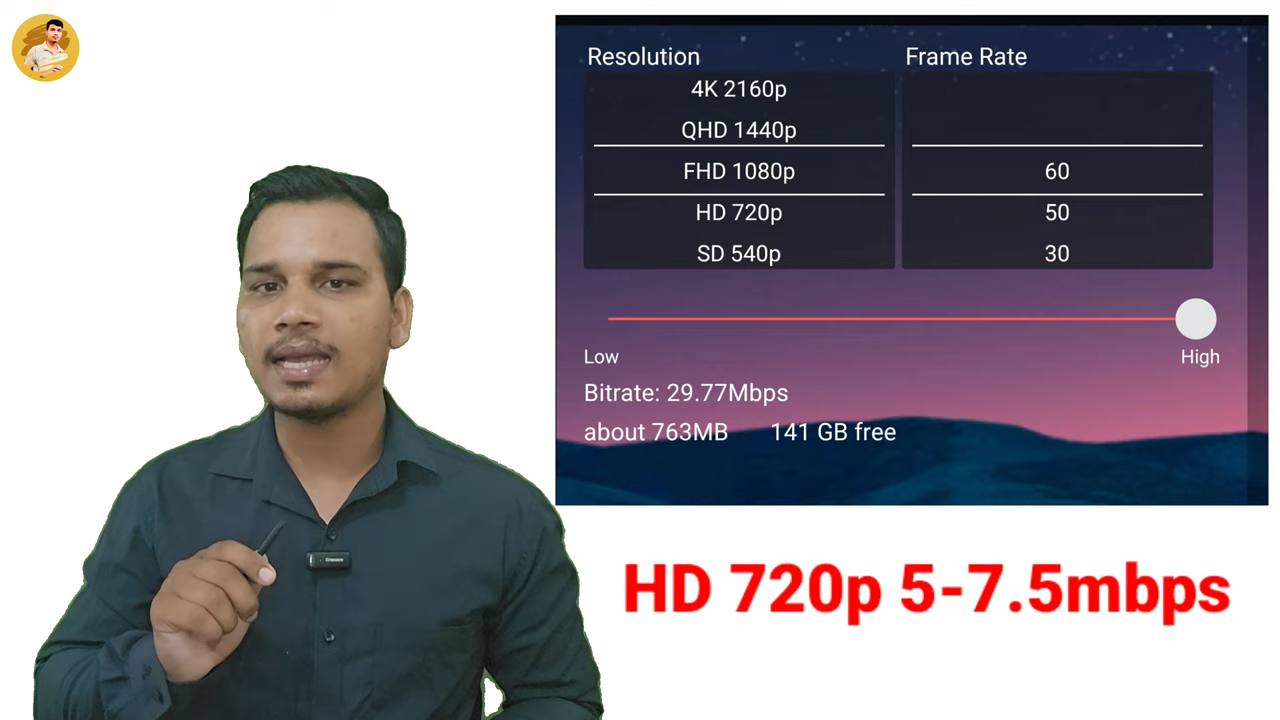 Resolution Frame Rate
4K 2160p
QHD 1440p
FHD 1080p 60
HD 720p 50
SD 540p 30
Low High
Bitrate: 29.77Mbps
about 763MB 141 GB free
HD 720p 5-7.5mbps